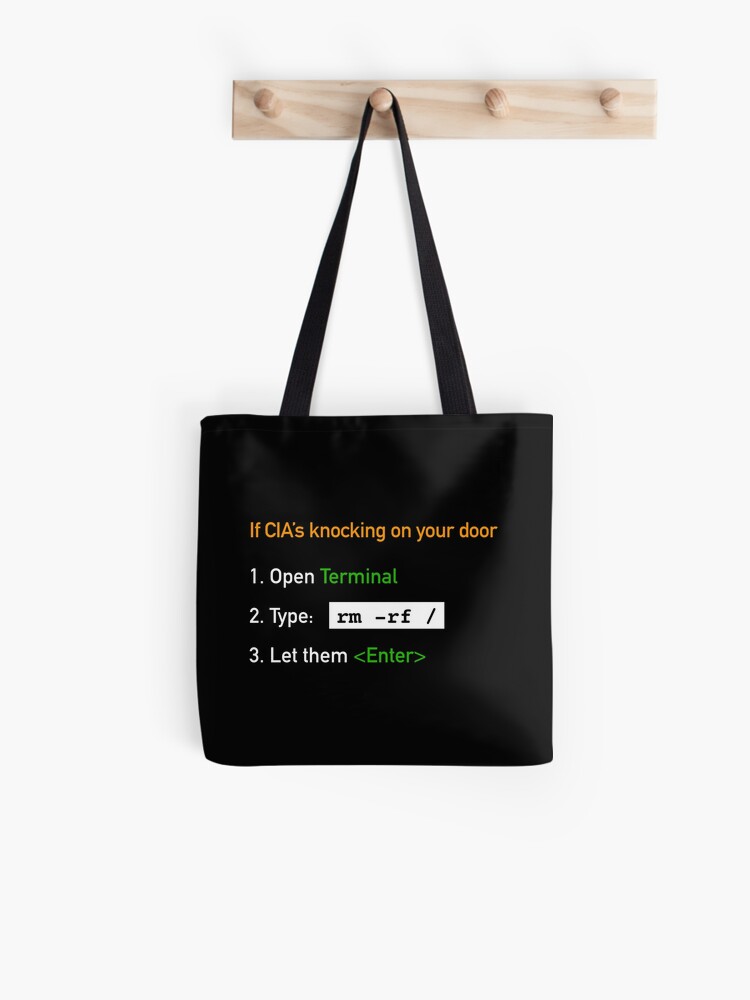 If CIA's knocking on your door
1. Open Terminal
2. Type: rm -rf /
3. Let them <Enter>